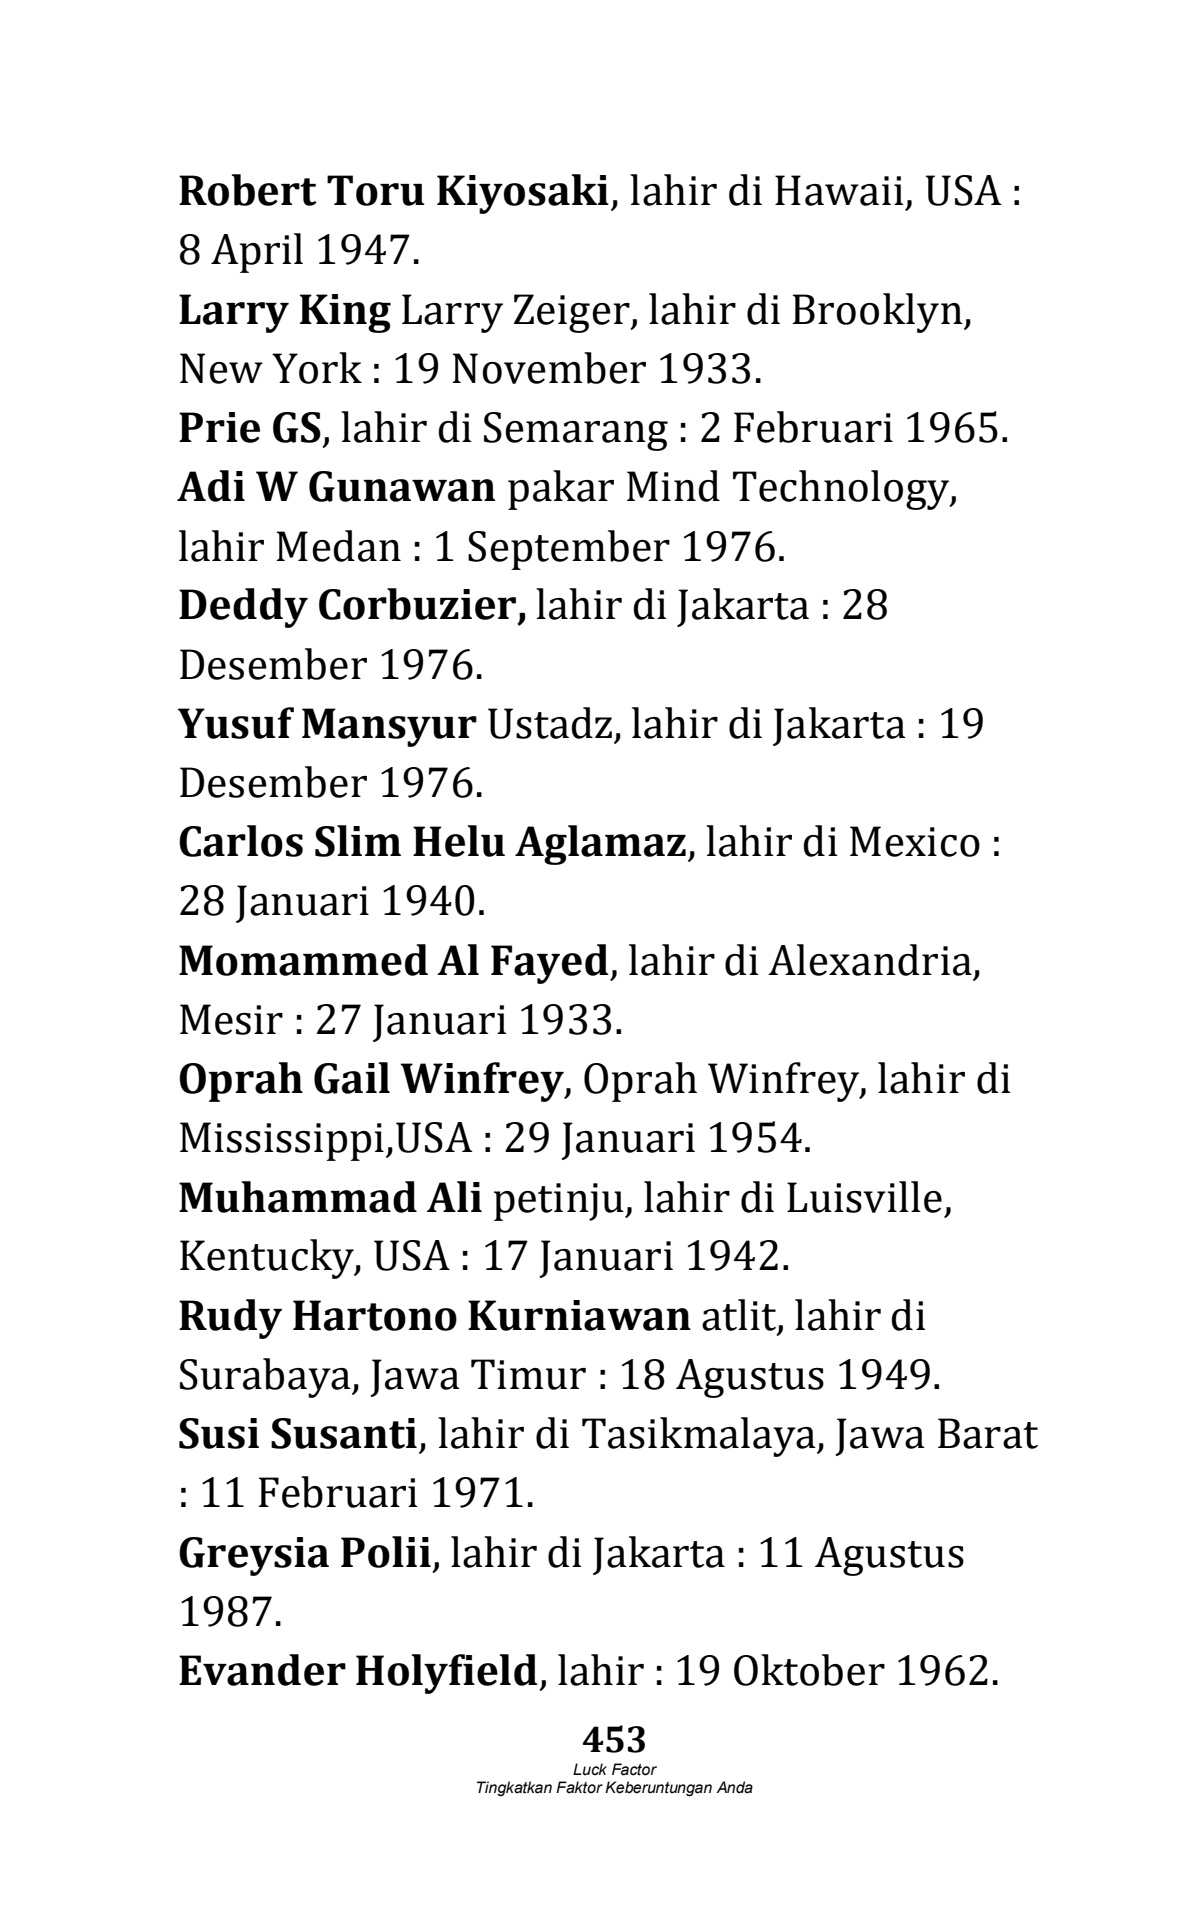 Robert Toru Kiyosaki, lahir di Hawaii, USA :
8 April 1947.
Larry King Larry Zeiger, lahir di Brooklyn,
New York : 19 November 1933.
Prie GS, lahir di Semarang : 2 Februari 1965.
Adi W Gunawan pakar Mind Technology,
lahir Medan : 1 September 1976.
Deddy Corbuzier, lahir di Jakarta : 28
Desember 1976.
Yusuf Mansyur Ustadz, lahir di Jakarta : 19
Desember 1976.
Carlos Slim Helu Aglamaz, lahir di Mexico :
28 Januari 1940.
Momammed Al Fayed, lahir di Alexandria,
Mesir : 27 Januari 1933.
Oprah Gail Winfrey, Oprah Winfrey, lahir di
Mississippi,USA : 29 Januari 1954.
Muhammad Ali petinju, lahir di Luisville,
Kentucky, USA : 17 Januari 1942.
Rudy Hartono Kurniawan atlit, lahir di
Surabaya, Jawa Timur : 18 Agustus 1949.
Susi Susanti, lahir di Tasikmalaya, Jawa Barat
: 11 Februari 1971.
Greysia Polii, lahir di Jakarta : 11 Agustus
1987.
Evander Holyfield, lahir : 19 Oktober 1962.
453
Luck Factor
Tingkatkan Faktor Keberuntungan Anda